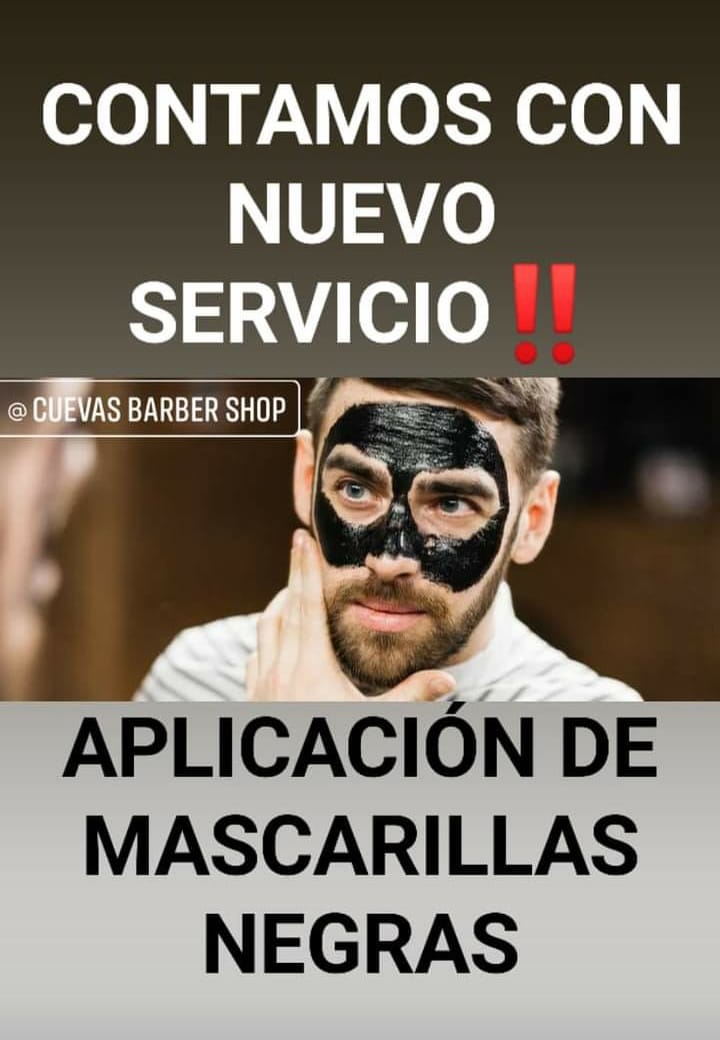 CONTAMOS CON
NUEVO
SERVICIO‼️
@ CUEVAS BARBER SHOP
APLICACIÓN DE
MASCARILLAS
NEGRAS